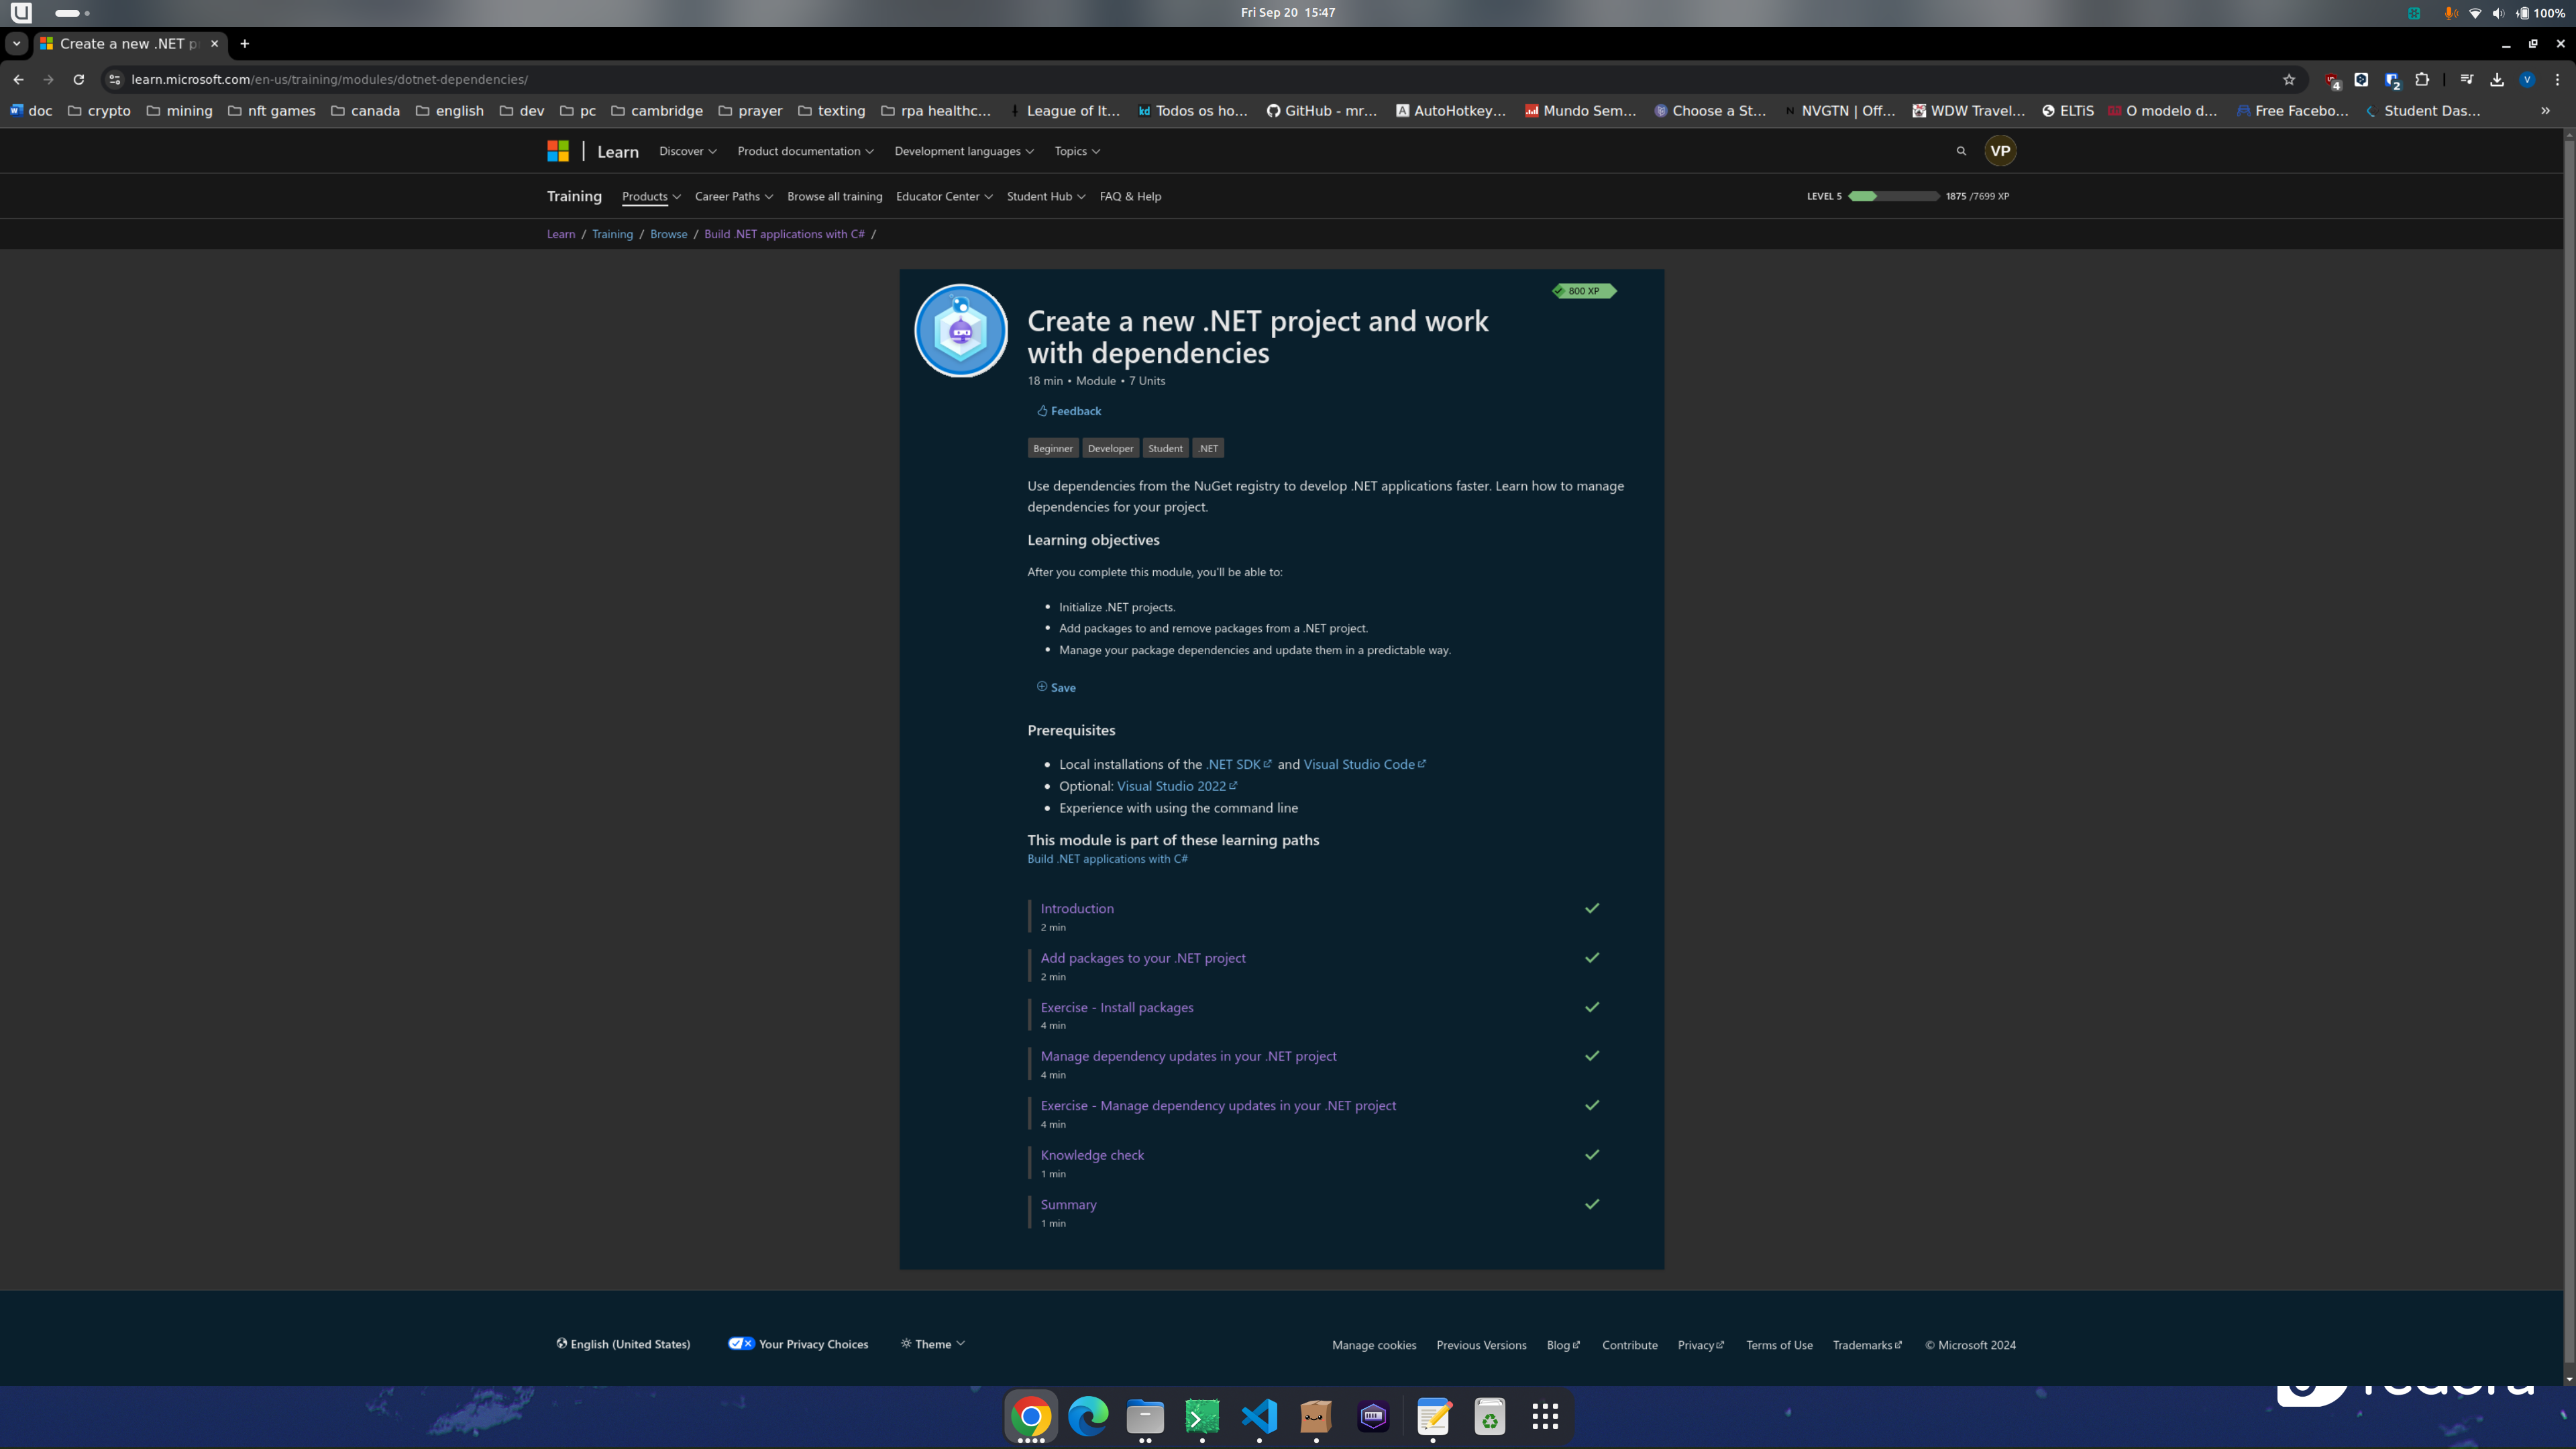 Fri Sep 20 15:47
100%
Create a new .NET p
learn.microsoft.com/en-us/training/modules/dotnet-dependencies/
4
2
V
doc crypto mining nft games canada english dev pc cambridge prayer texting rpa healthc... League of It... Todos os ho... GitHub - mr... AutoHotkey... Mundo Sem... Choose a St... NVGTN | Off... WDW Travel... ELTiS O modelo d... Free Facebo... Student Das... »
Learn Discover Product documentation Development languages Topics VP
Training Products Career Paths Browse all training Educator Center Student Hub FAQ & Help LEVEL 5 1875 /7699 XP
Learn / Training / Browse / Build .NET applications with C# /
800 XP
Create a new .NET project and work
with dependencies
18 min • Module • 7 Units
Feedback
Beginner Developer Student .NET
Use dependencies from the NuGet registry to develop .NET applications faster. Learn how to manage
dependencies for your project.
Learning objectives
After you complete this module, you'll be able to:
• Initialize .NET projects.
• Add packages to and remove packages from a .NET project.
• Manage your package dependencies and update them in a predictable way.
Save
Prerequisites
• Local installations of the .NET SDK and Visual Studio Code
• Optional: Visual Studio 2022
• Experience with using the command line
This module is part of these learning paths
Build .NET applications with C#
Introduction
2 min
Add packages to your .NET project
2 min
Exercise - Install packages
4 min
Manage dependency updates in your .NET project
4 min
Exercise - Manage dependency updates in your .NET project
4 min
Knowledge check
1 min
Summary
1 min
English (United States) Your Privacy Choices Theme Manage cookies Previous Versions Blog Contribute Privacy Terms of Use Trademarks © Microsoft 2024